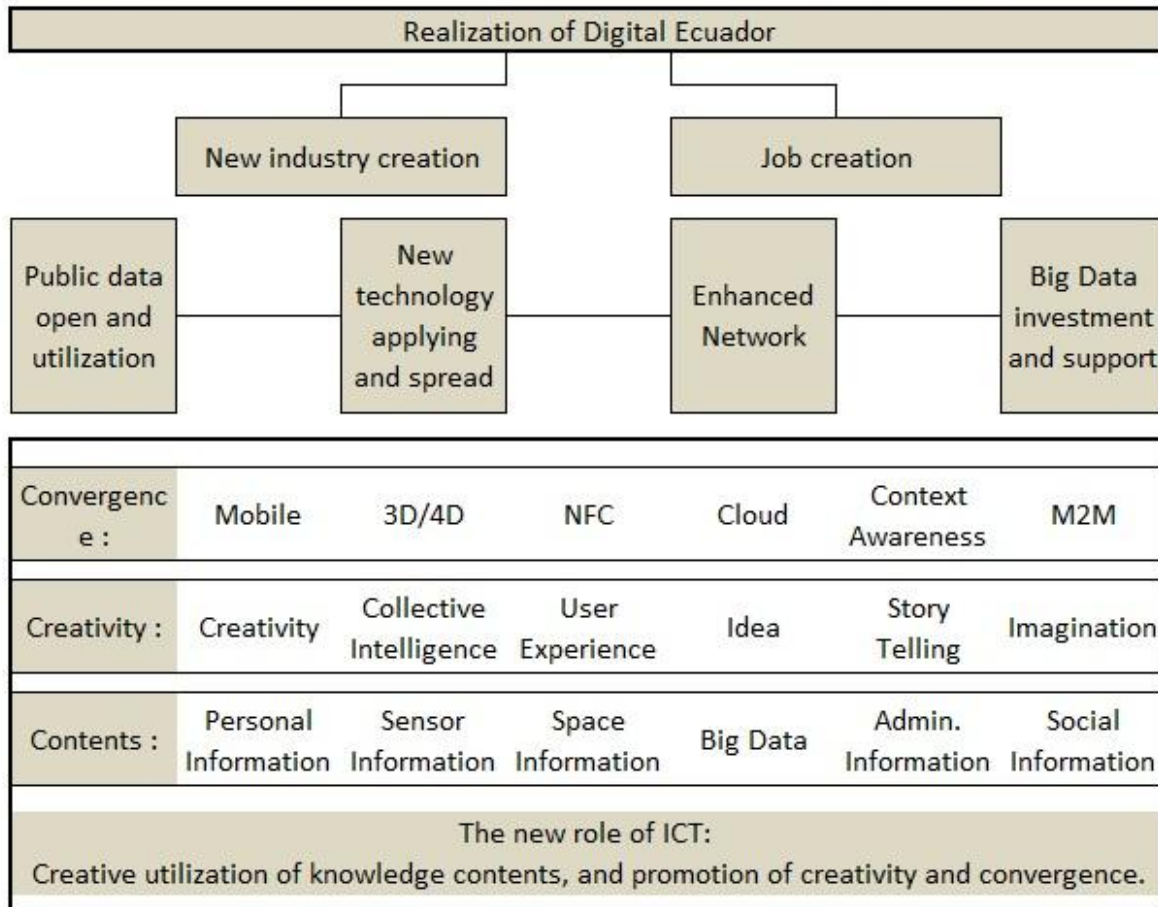 Realization of Digital Ecuador
New industry creation
Job creation
Public data
open and
utilization
New
technology
applying
and spread
Enhanced
Network
Big Data
investment
and support
Convergenc
e :
Mobile
3D/4D
NFC
Cloud
Context
Awareness
M2M
Creativity :
Creativity
Collective
Intelligence
User
Experience
Idea
Story
Telling
Imagination
Contents :
Personal
Information
Sensor
Information
Space
Information
Big Data
Admin.
Information
Social
Information
The new role of ICT:
Creative utilization of knowledge contents, and promotion of creativity and convergence.